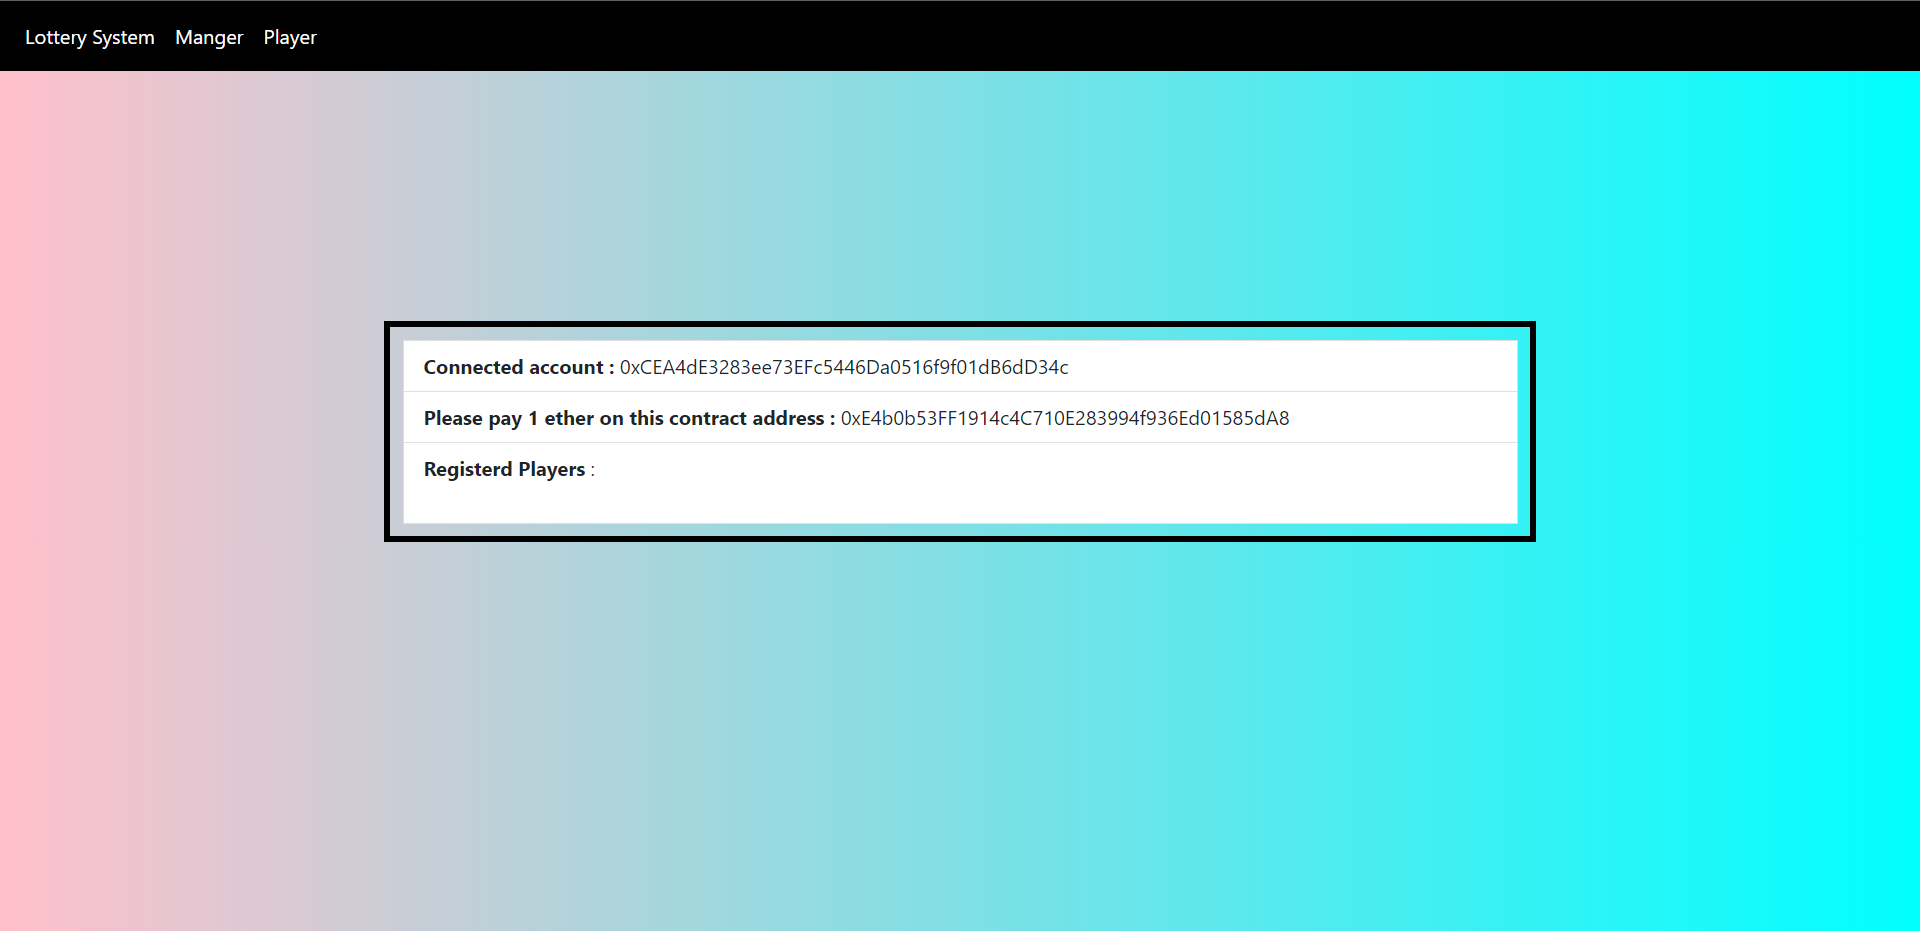 Lottery System Manger Player
Connected account : 0xCEA4dE3283ee73EFc5446Da0516f9f01dB6dD34c
Please pay 1 ether on this contract address : 0xE4b0b53FF1914c4C710E283994f936Ed01585dA8
Registerd Players :